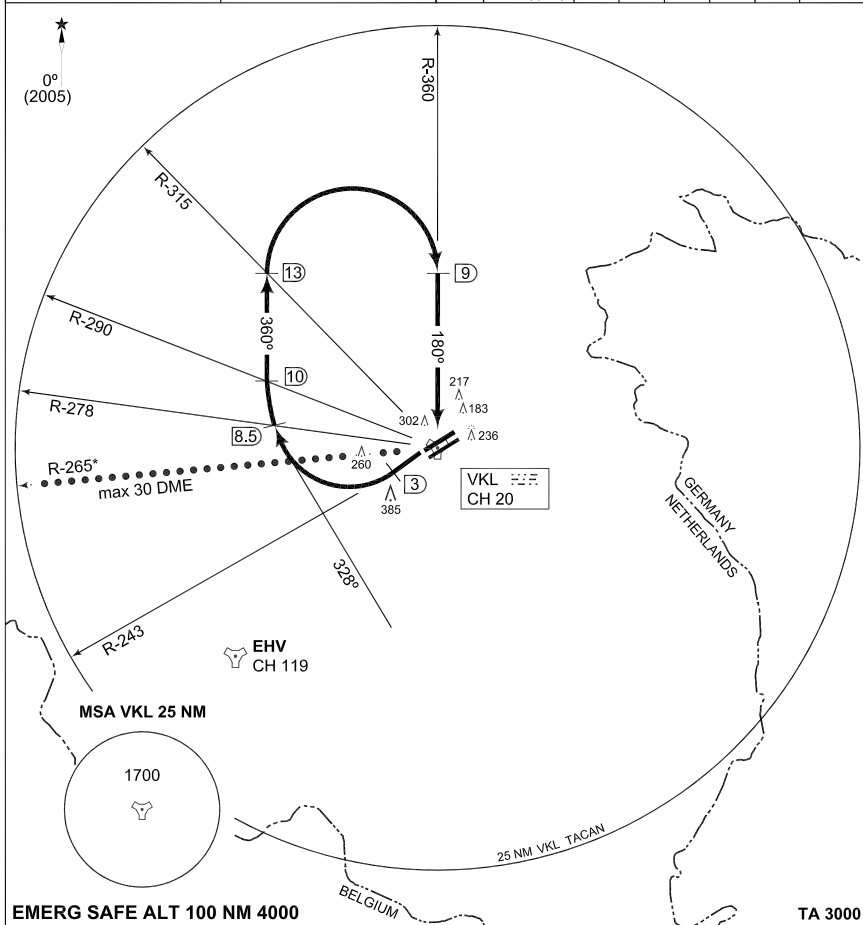 0°
(2005)
R-360
R-315
13
9
360°
180°
R-290
10
217
R-278
183
302
8.5
236
R-265*
260
max 30 DME
VKL
CH 20
3
385
GERMANY
NETHERLANDS
328°
R-243
EHV
CH 119
MSA VKL 25 NM
1700
25 NM VKL TACAN
BELGIUM
EMERG SAFE ALT 100 NM 4000
TA 3000